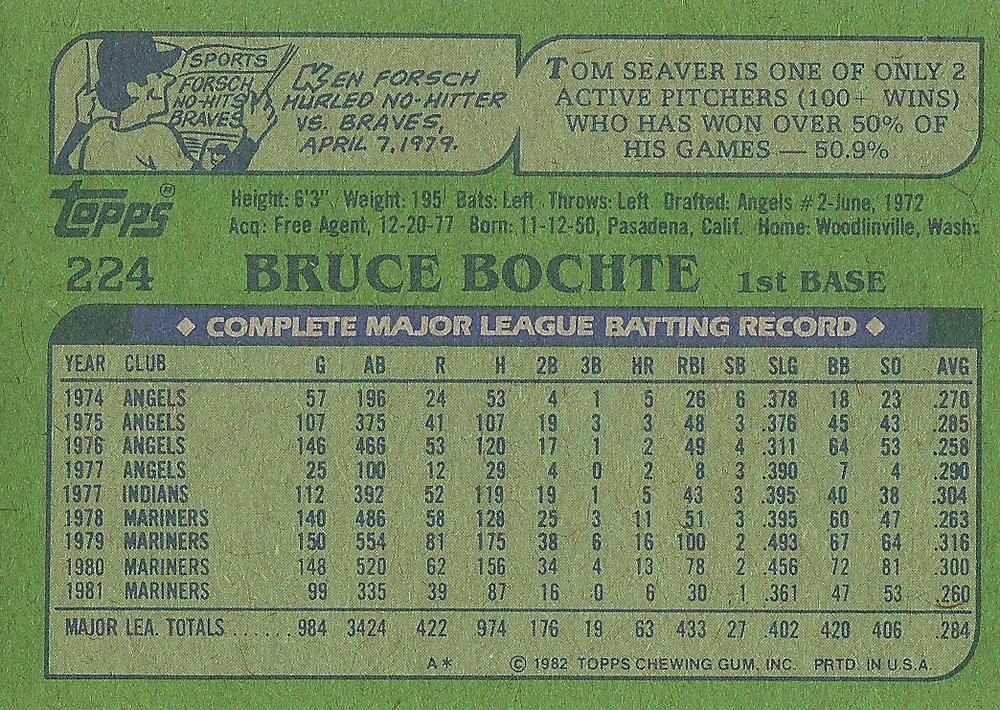 SPORTS
FORSCH
NO-HITS
BRAVES
KEN FORSCH
HURLED NO-HITTER
VS. BRAVES,
APRIL 7, 1979.
TOM SEAVER IS ONE OF ONLY 2
ACTIVE PITCHERS (100+ WINS)
WHO HAS WON OVER 50% OF
HIS GAMES — 50.9%
topps®
Height: 6'3" Weight: 195 Bats: Left Throws: Left Drafted: Angels #2-June, 1972
Acq: Free Agent, 12-20-77 Born: 11-12-50, Pasadena, Calif. Home: Woodlinville, Wash.
224 BRUCE BOCHTE 1st BASE
◆ COMPLETE MAJOR LEAGUE BATTING RECORD ◆
YEAR CLUB G AB R H 2B 3B HR RBI SB SLG BB SO AVG
1974 ANGELS 57 196 24 53 4 1 5 26 6 .378 18 23 .270
1975 ANGELS 107 375 41 107 19 3 3 48 3 .376 45 43 .285
1976 ANGELS 146 466 53 120 17 1 2 49 4 .311 64 53 .258
1977 ANGELS 25 100 12 29 4 0 2 8 3 .390 7 4 .290
1977 INDIANS 112 392 52 119 19 1 5 43 3 .395 40 38 .304
1978 MARINERS 140 486 58 128 25 3 11 51 3 .395 60 47 .263
1979 MARINERS 150 554 81 175 38 6 16 100 2 .493 67 64 .316
1980 MARINERS 148 520 62 156 34 4 13 78 2 .456 72 81 .300
1981 MARINERS 99 335 39 87 16 0 6 30 1 .361 47 53 .260
MAJOR LEA. TOTALS ...... 984 3424 422 974 176 19 63 433 27 .402 420 406 .284
A* © 1982 TOPPS CHEWING GUM, INC. PRTD. IN U.S.A.